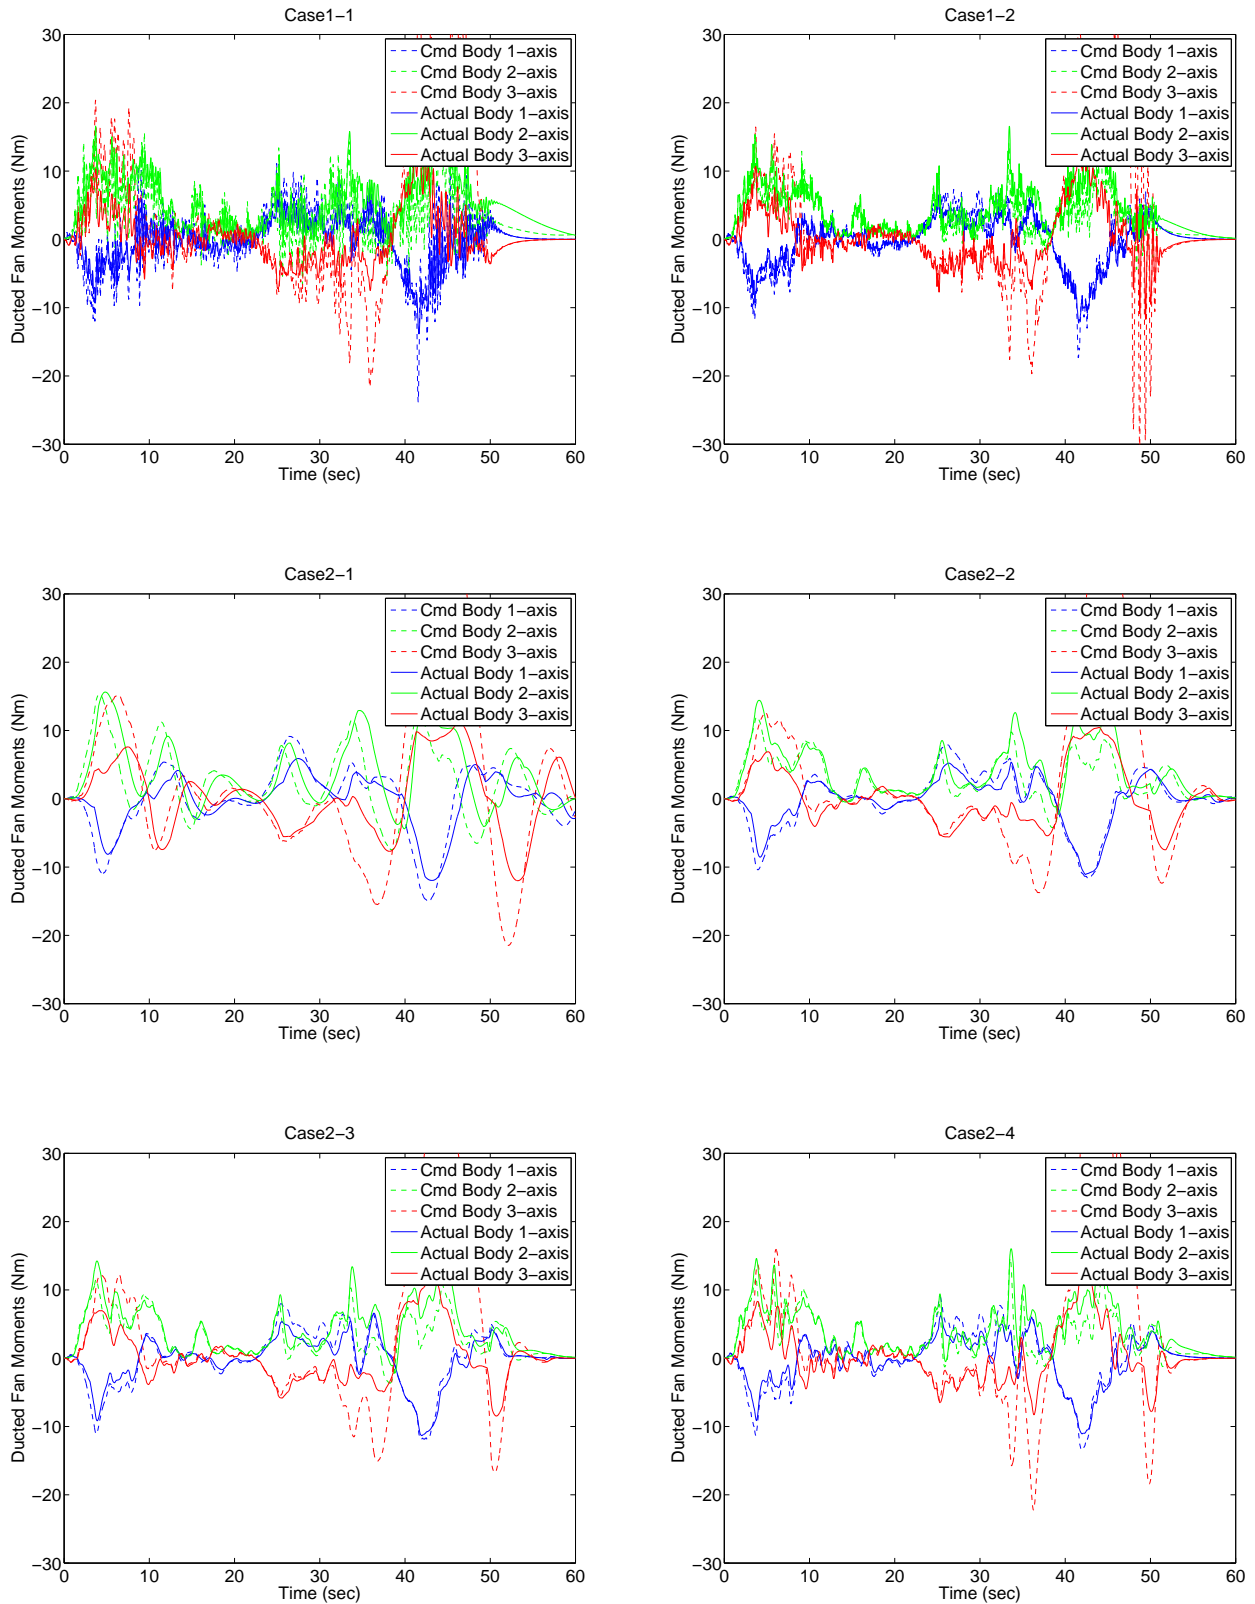 Case1-1
30
20
10
0
-10
-20
-30
0 10 20 30 40 50 60
Time (sec)
Ducted Fan Moments (Nm)
Cmd Body 1-axis
Cmd Body 2-axis
Cmd Body 3-axis
Actual Body 1-axis
Actual Body 2-axis
Actual Body 3-axis
Case1-2
30
20
10
0
-10
-20
-30
0 10 20 30 40 50 60
Time (sec)
Ducted Fan Moments (Nm)
Cmd Body 1-axis
Cmd Body 2-axis
Cmd Body 3-axis
Actual Body 1-axis
Actual Body 2-axis
Actual Body 3-axis
Case2-1
30
20
10
0
-10
-20
-30
0 10 20 30 40 50 60
Time (sec)
Ducted Fan Moments (Nm)
Cmd Body 1-axis
Cmd Body 2-axis
Cmd Body 3-axis
Actual Body 1-axis
Actual Body 2-axis
Actual Body 3-axis
Case2-2
30
20
10
0
-10
-20
-30
0 10 20 30 40 50 60
Time (sec)
Ducted Fan Moments (Nm)
Cmd Body 1-axis
Cmd Body 2-axis
Cmd Body 3-axis
Actual Body 1-axis
Actual Body 2-axis
Actual Body 3-axis
Case2-3
30
20
10
0
-10
-20
-30
0 10 20 30 40 50 60
Time (sec)
Ducted Fan Moments (Nm)
Cmd Body 1-axis
Cmd Body 2-axis
Cmd Body 3-axis
Actual Body 1-axis
Actual Body 2-axis
Actual Body 3-axis
Case2-4
30
20
10
0
-10
-20
-30
0 10 20 30 40 50 60
Time (sec)
Ducted Fan Moments (Nm)
Cmd Body 1-axis
Cmd Body 2-axis
Cmd Body 3-axis
Actual Body 1-axis
Actual Body 2-axis
Actual Body 3-axis